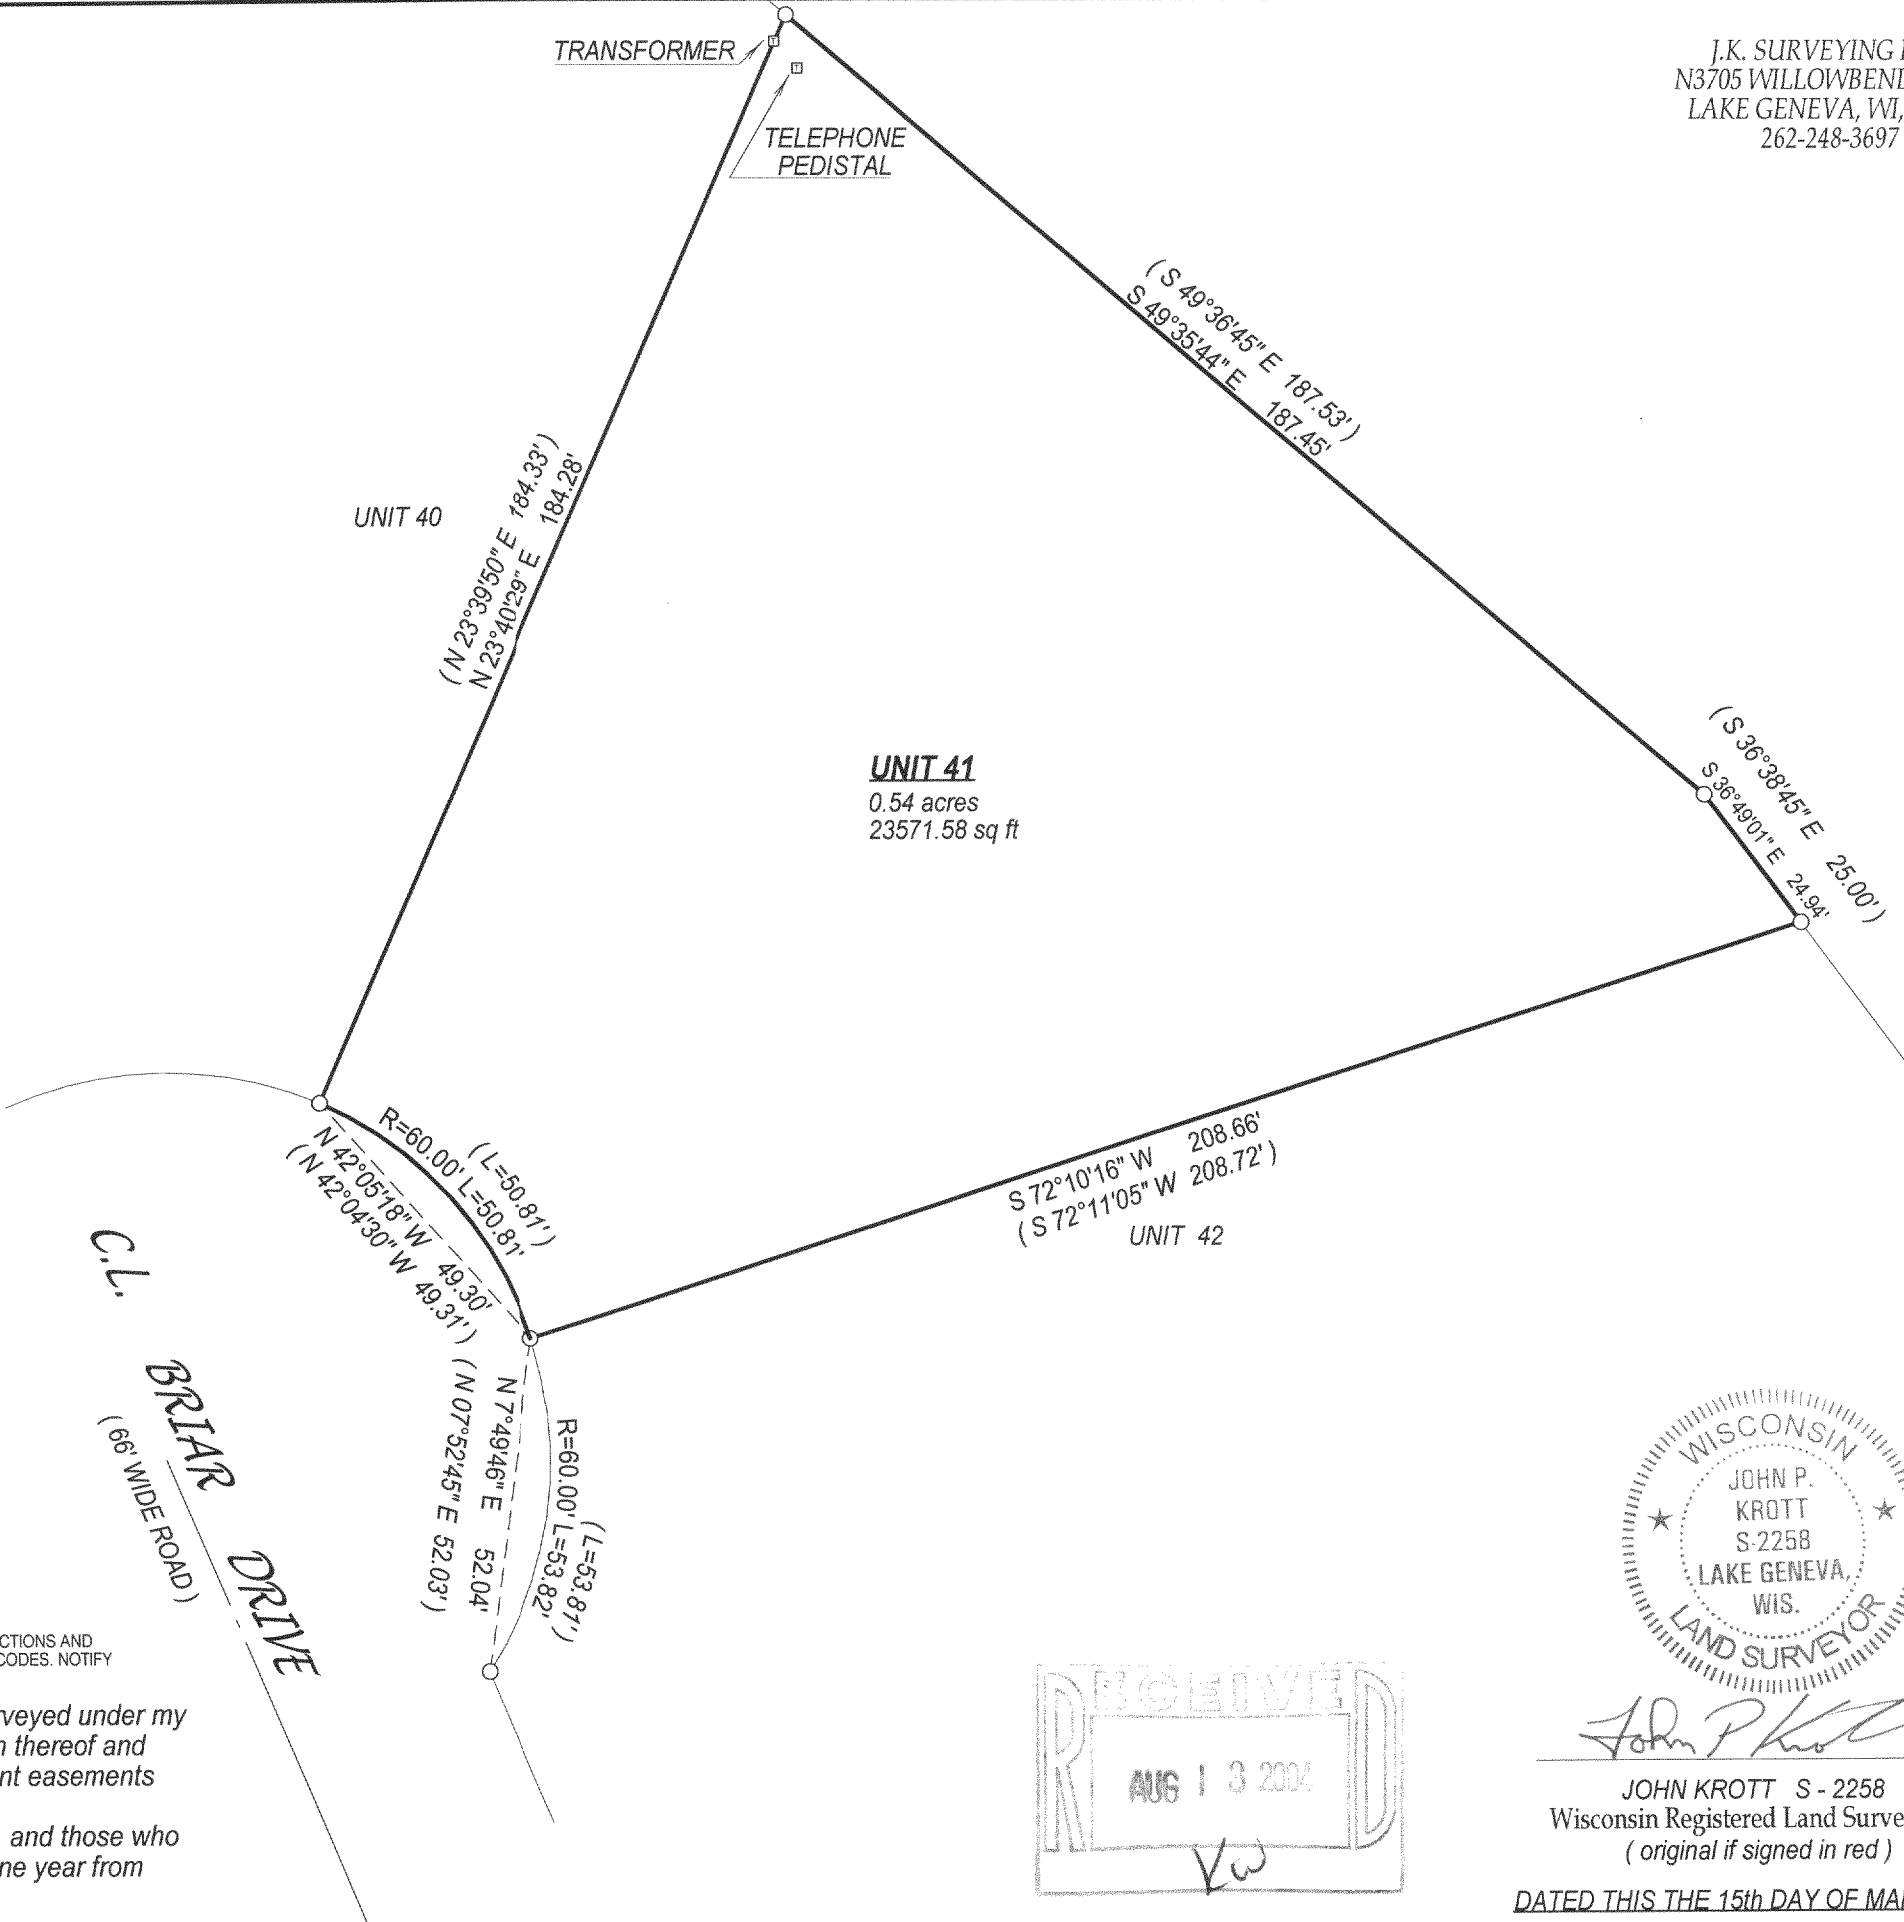 TRANSFORMER
TELEPHONE
PEDISTAL
J.K. SURVEYING
N3705 WILLOWBEND
LAKE GENEVA, WI,
262-248-3697
( S 49°36'45" E 187.53' )
S 49°35'44" E 187.45'
( N 23°39'50" E 184.33' )
N 23°40'29" E 184.28'
UNIT 40
UNIT 41
0.54 acres
23571.58 sq ft
( S 36°38'45" E 25.00' )
S 36°49'01" E 24.94'
S 72°10'16" W 208.66'
( S 72°11'05" W 208.72' )
UNIT 42
( L=50.81' )
R=60.00' L=50.81'
N 42°05'18" W 49.30'
( N 42°04'30" W 49.31' )
N 7°49'46" E 52.04'
( N 07°52'45" E 52.03' )
R=60.00' L=53.82'
( L=53.81' )
C.L. BRIAR DRIVE
( 66' WIDE ROAD )
CTIONS AND
CODES. NOTIFY
veyed under my
n thereof and
nt easements
and those who
ne year from
RECEIVED
AUG 13 2004
KW
WISCONSIN
JOHN P.
KROTT
S-2258
LAKE GENEVA,
WIS.
LAND SURVEYOR
John P Krott
JOHN KROTT S - 2258
Wisconsin Registered Land Surve
( original if signed in red )
DATED THIS THE 15th DAY OF MA